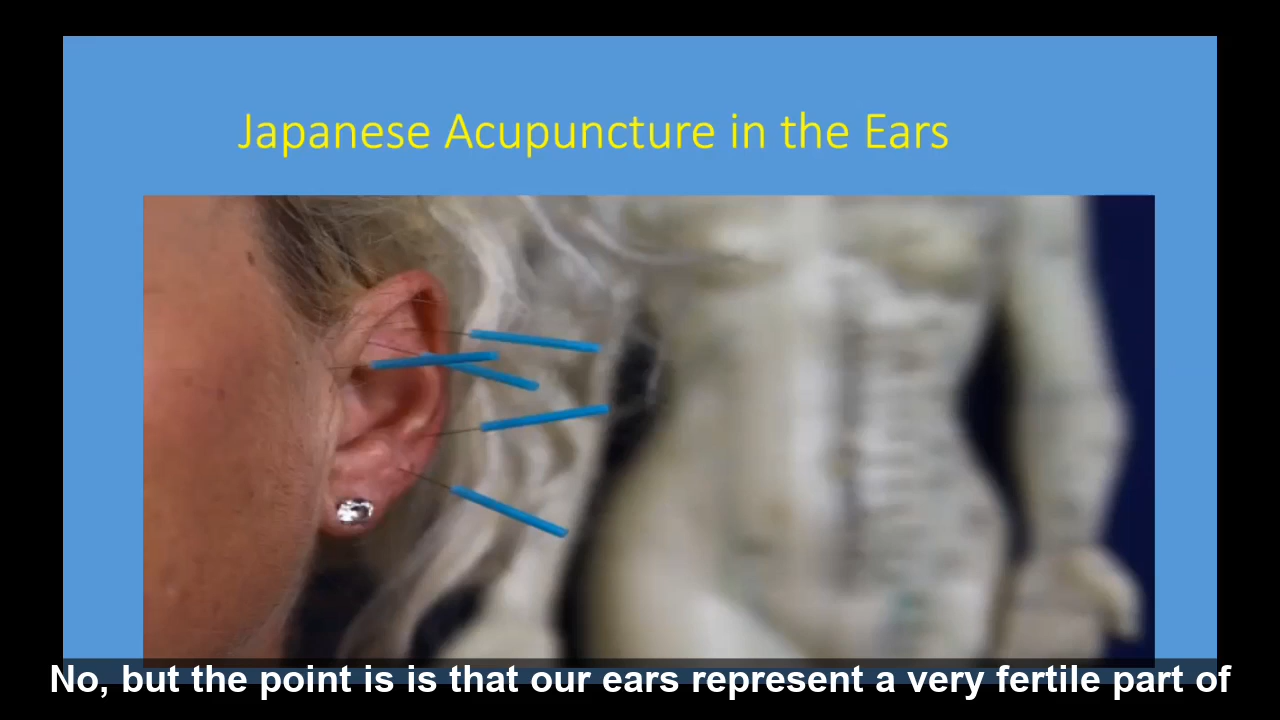 Japanese Acupuncture in the Ears
No, but the point is is that our ears represent a very fertile part of